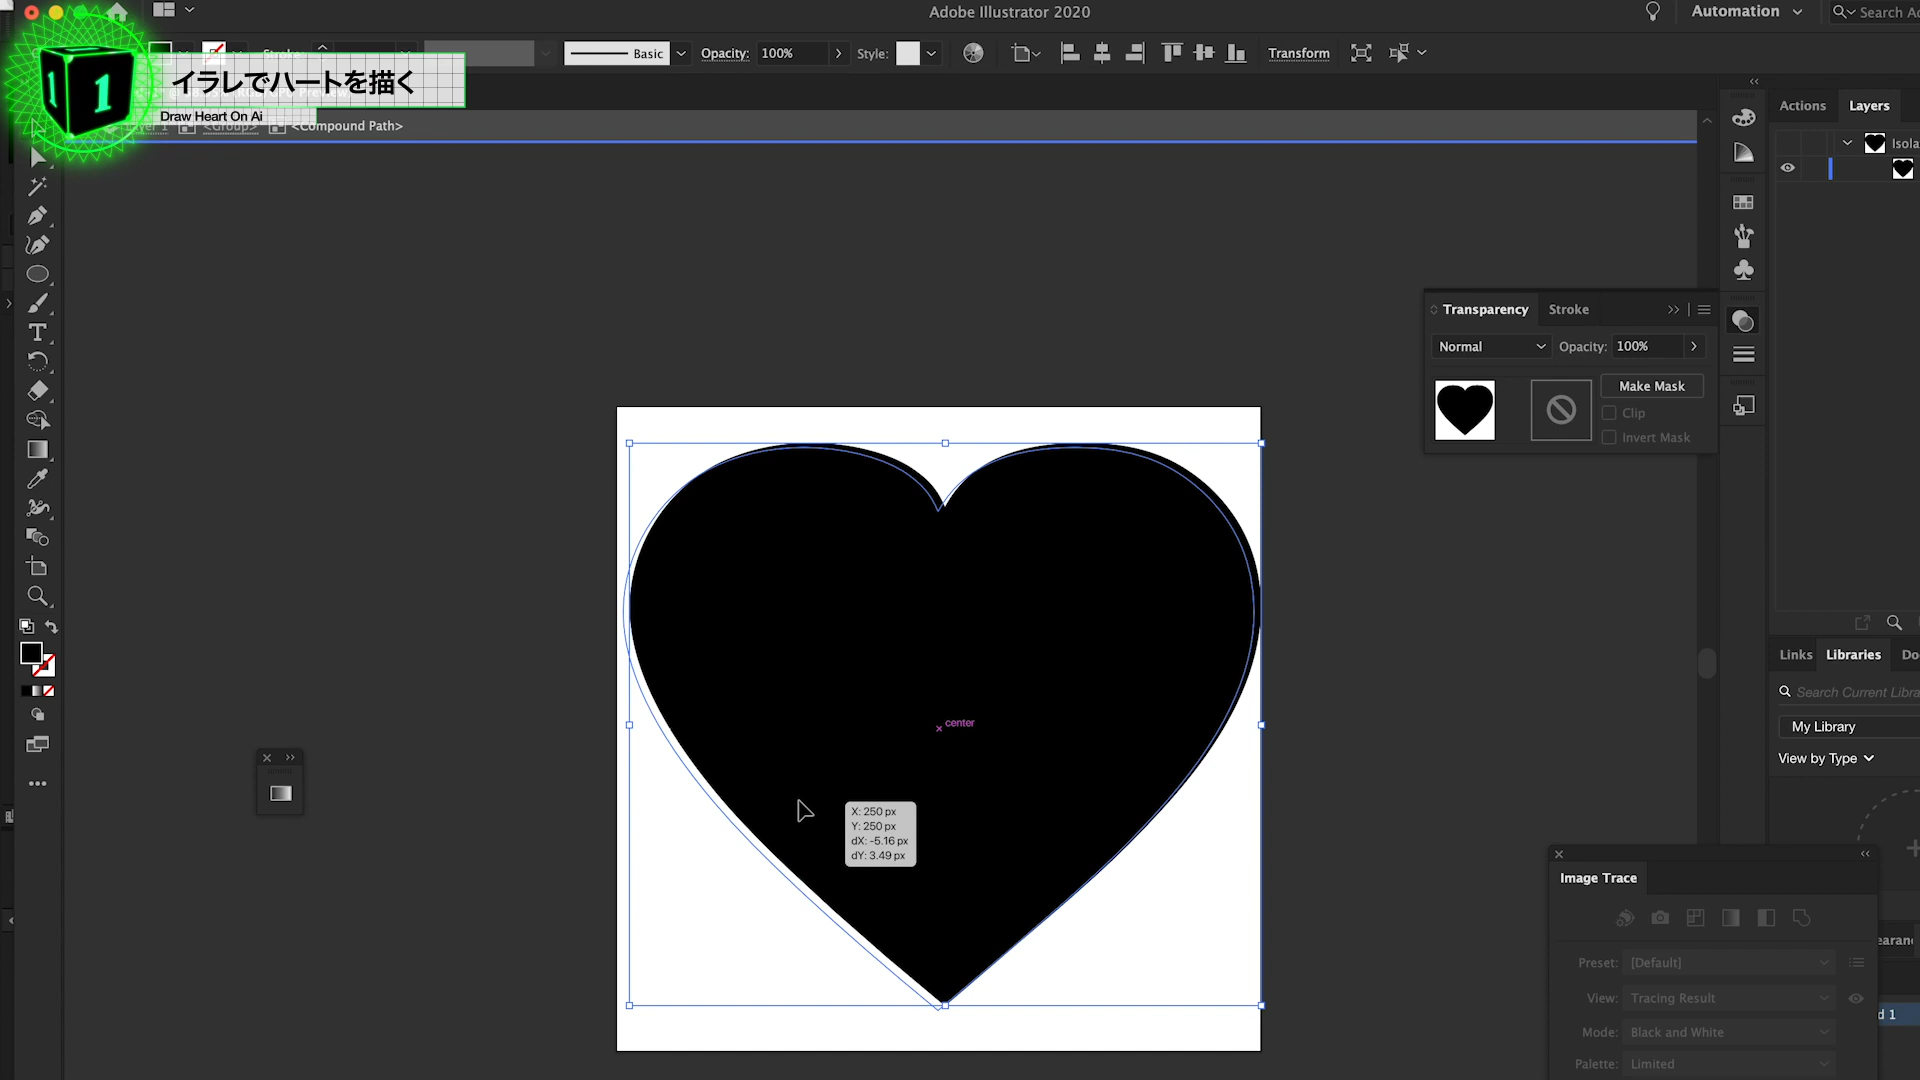 Adobe Illustrator 2020
Automation
Search Ad
Stroke:
Basic
Opacity:
100%
Style:
Transform
1
1
イラレでハートを描く
Draw Heart On Ai
Layer 1
<Group>
<Compound Path>
Actions
Layers
Isola
Transparency
Stroke
Normal
Opacity:
100%
Make Mask
Clip
Invert Mask
center
X: 250 px
Y: 250 px
dX: -5.16 px
dY: 3.49 px
Links
Libraries
Do
Search Current Libra
My Library
View by Type
Image Trace
earanc
Preset:
[Default]
View:
Tracing Result
d 1
Mode:
Black and White
Palette:
Limited